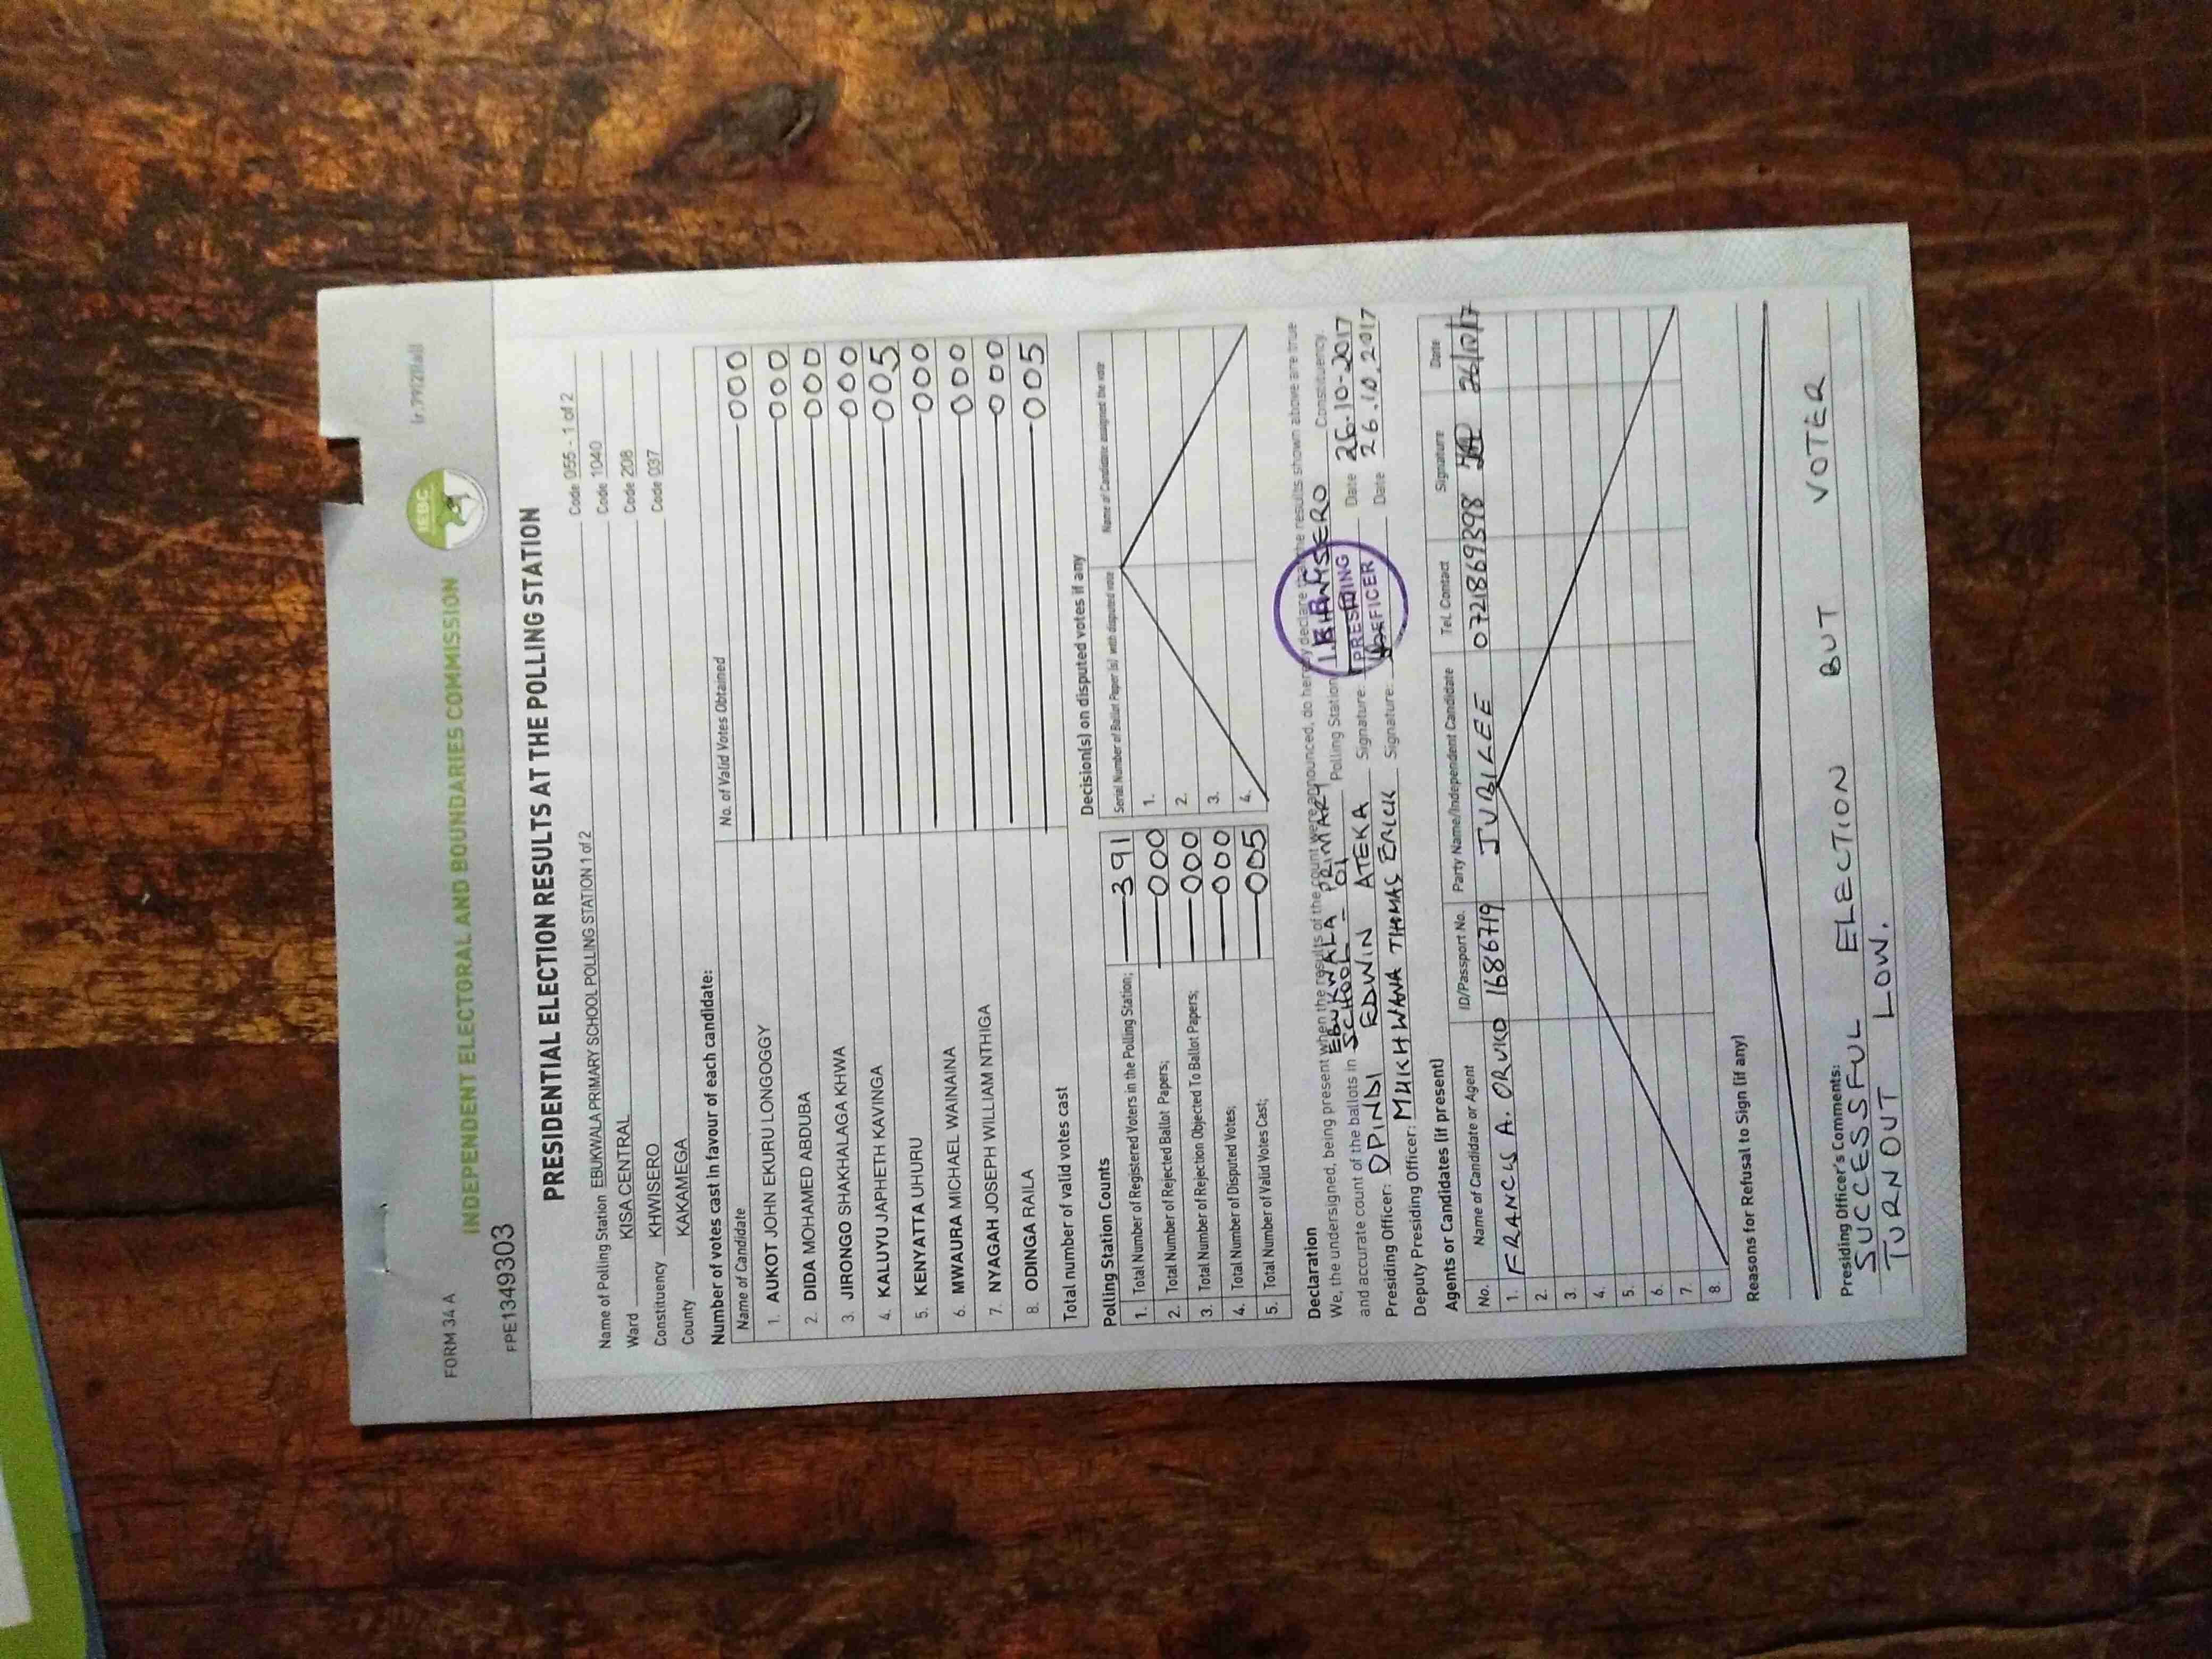 FORM 34 A
lr.79(2)(a)
INDEPENDENT ELECTORAL AND BOUNDARIES COMMISSION
IEBC
FPE1349303
PRESIDENTIAL ELECTION RESULTS AT THE POLLING STATION
Name of Polling Station EBUKWALA PRIMARY SCHOOL POLLING STATION 1 of 2 Code 055 - 1 of 2
Ward KISA CENTRAL Code 1040
Constituency KHWISERO Code 208
County KAKAMEGA Code 037
Number of votes cast in favour of each candidate:
Name of Candidate No. of Valid Votes Obtained
1. AUKOT JOHN EKURU LONGOGGY 000
2. DIDA MOHAMED ABDUBA 000
3. JIRONGO SHAKHALAGA KHWA 000
4. KALUYU JAPHETH KAVINGA 000
5. KENYATTA UHURU 005
6. MWAURA MICHAEL WAINAINA 000
7. NYAGAH JOSEPH WILLIAM NTHIGA 000
8. ODINGA RAILA 000
Total number of valid votes cast 005
Polling Station Counts
1. Total Number of Registered Voters in the Polling Station; 391
2. Total Number of Rejected Ballot Papers; 000
3. Total Number of Rejection Objected To Ballot Papers; 000
4. Total Number of Disputed Votes; 000
5. Total Number of Valid Votes Cast; 005
Decision(s) on disputed votes if any
Serial Number of Ballot Paper (s) with disputed vote Name of Candidate assigned the vote
1.
2.
3.
4.
Declaration
We, the undersigned, being present when the results of the count were announced, do hereby declare that the results shown above are true
and accurate count of the ballots in EBUKWALA PRIMARY SCHOOL 01 Polling Station KHWISERO Constituency.
Presiding Officer: OPINDI EDWIN ATEKA Signature: Date 26-10-2017
Deputy Presiding Officer: MUKHWANA THOMAS ERICK Signature: Date 26.10.2017
PRESIDING
OFFICER
Agents or Candidates (if present)
No. Name of Candidate or Agent ID/Passport No. Party Name/Independent Candidate Tel. Contact Signature Date
1. FRANCIS A. ORUKO 1686719 JUBILEE 0721869398 26/10/17
2.
3.
4.
5.
6.
7.
8.
Reasons for Refusal to Sign (if any)
Presiding Officer's Comments:
SUCCESSFUL ELECTION BUT VOTER
TURNOUT LOW.